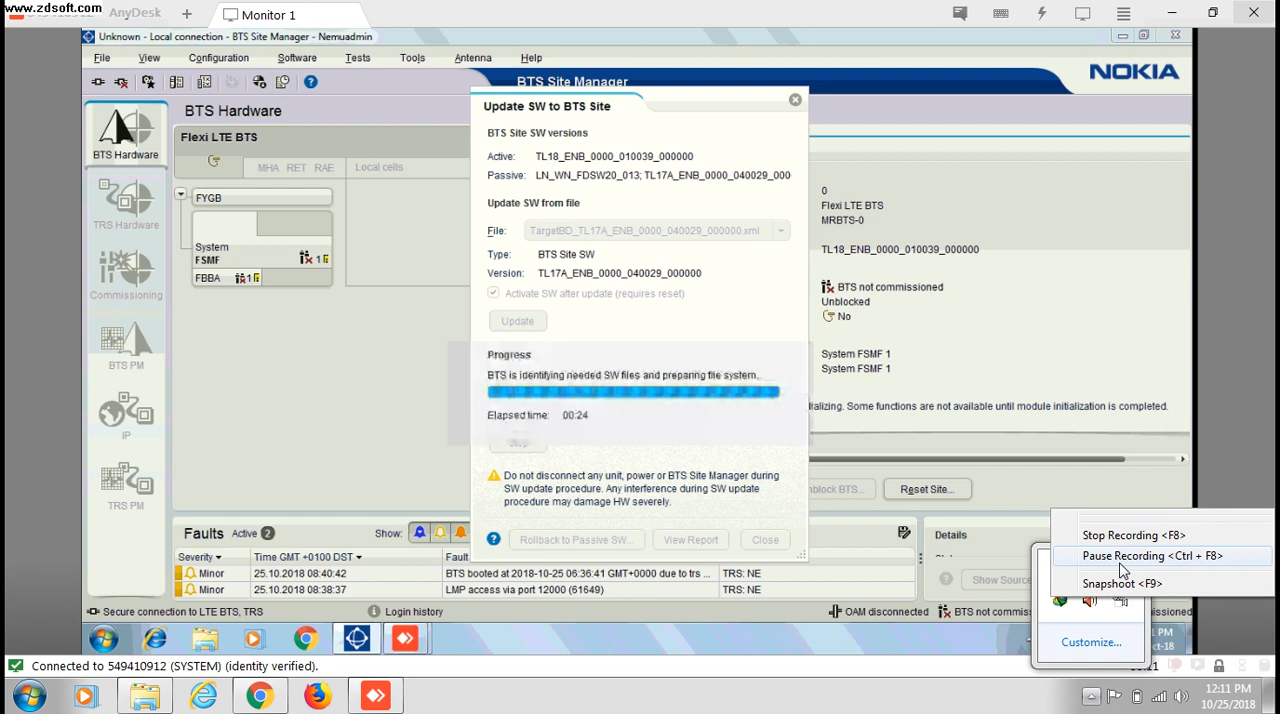 www.zdsoft.com
AnyDesk
Monitor 1
Unknown - Local connection - BTS Site Manager - Nemuadmin
File View Configuration Software Tests Tools Antenna Help
BTS Site Manager
NOKIA
BTS Hardware
TRS Hardware
Commissioning
BTS PM
IP
TRS PM
BTS Hardware
Flexi LTE BTS
MHA RET RAE Local cells
FYGB
System
FSMF 1
FBBA 1
Update SW to BTS Site
BTS Site SW versions
Active: TL18_ENB_0000_010039_000000
Passive: LN_WN_FDSW20_013; TL17A_ENB_0000_040029_000
Update SW from file
File: TargetBD_TL17A_ENB_0000_040029_000000.xml
Type: BTS Site SW
Version: TL17A_ENB_0000_040029_000000
Activate SW after update (requires reset)
Update
Progress
BTS is identifying needed SW files and preparing file system.
Elapsed time: 00:24
Stop
Do not disconnect any unit, power or BTS Site Manager during
SW update procedure. Any interference during SW update
procedure may damage HW severely.
Rollback to Passive SW... View Report Close
0
Flexi LTE BTS
MRBTS-0
TL18_ENB_0000_010039_000000
BTS not commissioned
Unblocked
No
System FSMF 1
System FSMF 1
alizing. Some functions are not available until module initialization is completed.
block BTS... Reset Site...
Faults Active 2 Show:
Severity Time GMT +0100 DST Fault
Minor 25.10.2018 08:40:42 BTS booted at 2018-10-25 06:36:41 GMT+0000 due to trs ... TRS: NE
Minor 25.10.2018 08:38:37 LMP access via port 12000 (61649) TRS: NE
Details
Show Source
Secure connection to LTE BTS, TRS Login history OAM disconnected BTS not commiss
Stop Recording <F8>
Pause Recording <Ctrl + F8>
Snapshoot <F9>
Customize...
Connected to 549410912 (SYSTEM) (identity verified).
12:11 PM
10/25/2018